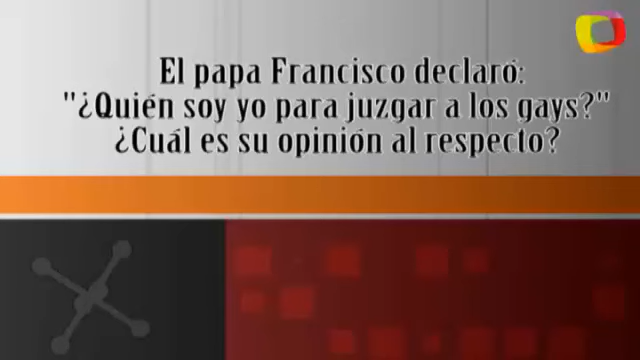 El papa Francisco declaró:
"¿Quién soy yo para juzgar a los gays?"
¿Cuál es su opinión al respecto?